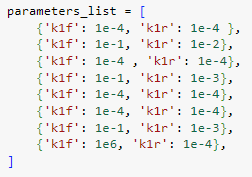 parameters_list = [
{'k1f': 1e-4, 'k1r': 1e-4 },
{'k1f': 1e-1, 'k1r': 1e-2},
{'k1f': 1e-4 , 'k1r': 1e-4},
{'k1f': 1e-1, 'k1r': 1e-3},
{'k1f': 1e-4, 'k1r': 1e-4},
{'k1f': 1e-4, 'k1r': 1e-4},
{'k1f': 1e-1, 'k1r': 1e-3},
{'k1f': 1e6, 'k1r': 1e-4},
]